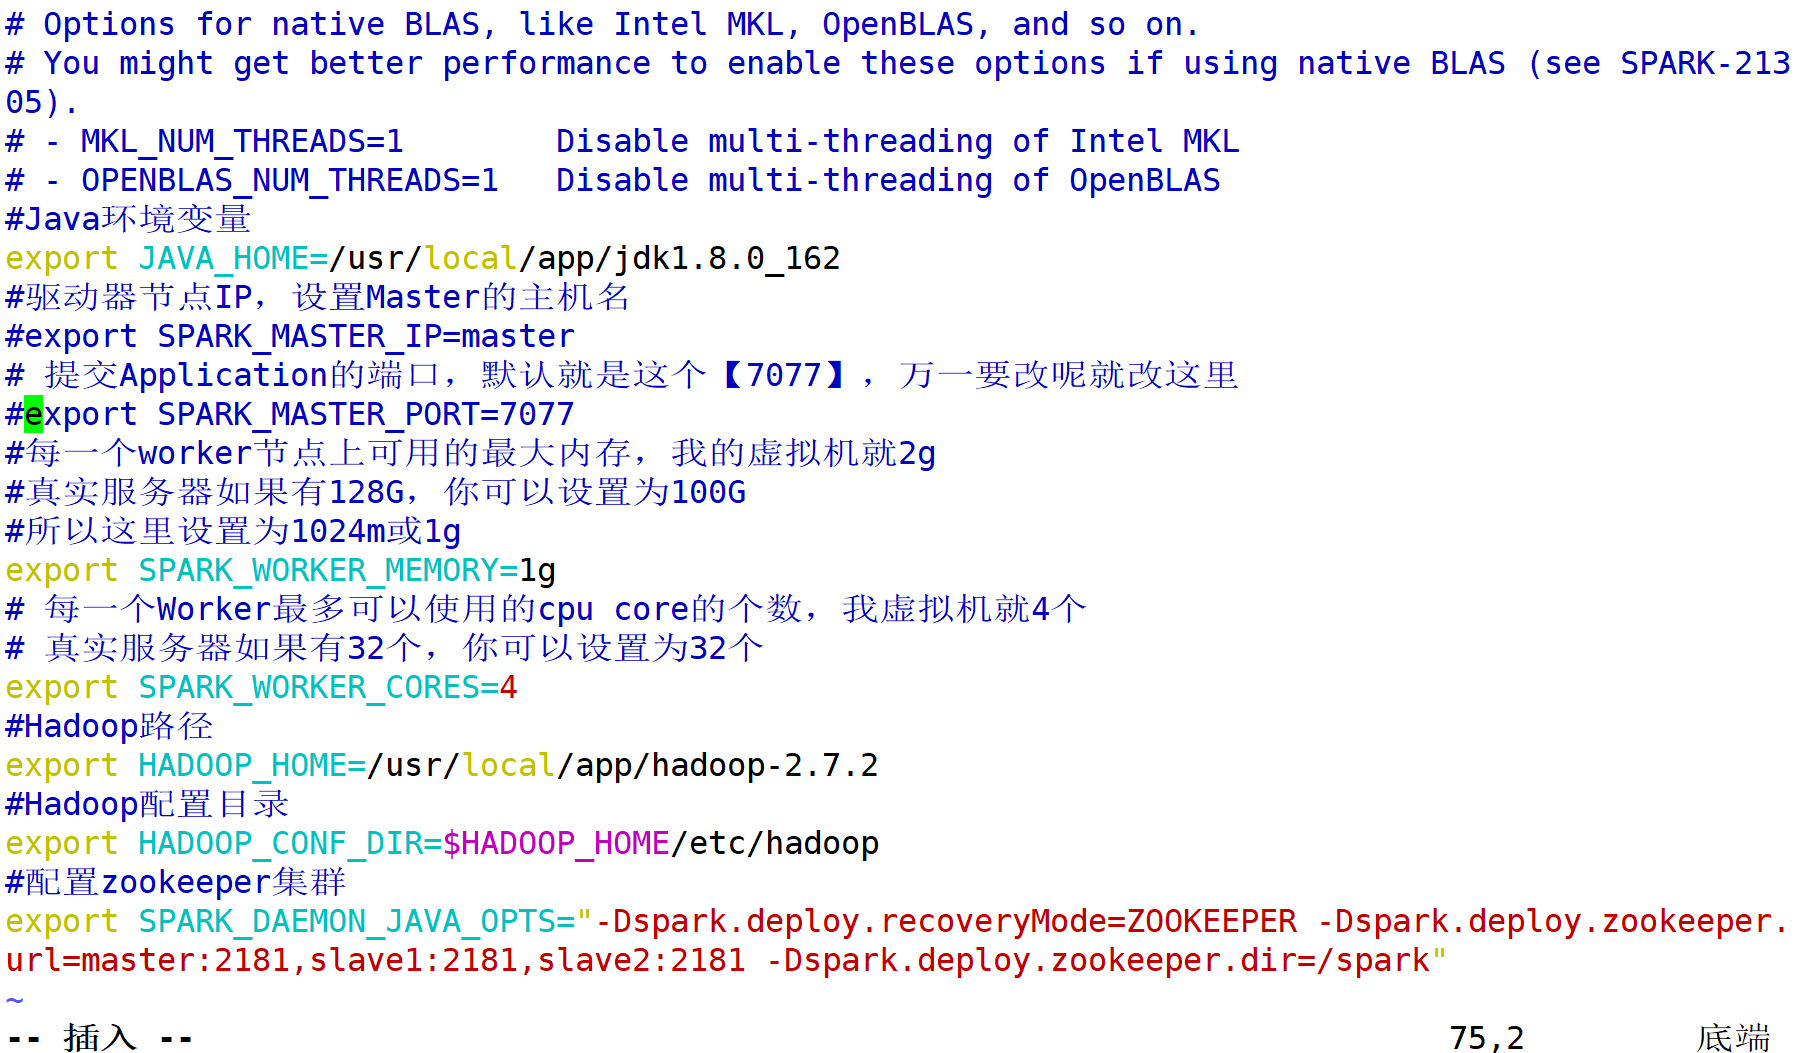 # Options for native BLAS, like Intel MKL, OpenBLAS, and so on.
# You might get better performance to enable these options if using native BLAS (see SPARK-213
05).
# - MKL_NUM_THREADS=1        Disable multi-threading of Intel MKL
# - OPENBLAS_NUM_THREADS=1   Disable multi-threading of OpenBLAS
#Java环境变量
export JAVA_HOME=/usr/local/app/jdk1.8.0_162
#驱动器节点IP，设置Master的主机名
#export SPARK_MASTER_IP=master
# 提交Application的端口，默认就是这个【7077】，万一要改呢就改这里
#export SPARK_MASTER_PORT=7077
#每一个worker节点上可用的最大内存，我的虚拟机就2g
#真实服务器如果有128G，你可以设置为100G
#所以这里设置为1024m或1g
export SPARK_WORKER_MEMORY=1g
# 每一个Worker最多可以使用的cpu core的个数，我虚拟机就4个
# 真实服务器如果有32个，你可以设置为32个
export SPARK_WORKER_CORES=4
#Hadoop路径
export HADOOP_HOME=/usr/local/app/hadoop-2.7.2
#Hadoop配置目录
export HADOOP_CONF_DIR=$HADOOP_HOME/etc/hadoop
#配置zookeeper集群
export SPARK_DAEMON_JAVA_OPTS="-Dspark.deploy.recoveryMode=ZOOKEEPER -Dspark.deploy.zookeeper.
url=master:2181,slave1:2181,slave2:2181 -Dspark.deploy.zookeeper.dir=/spark"
~
-- 插入 -- 75,2 底端